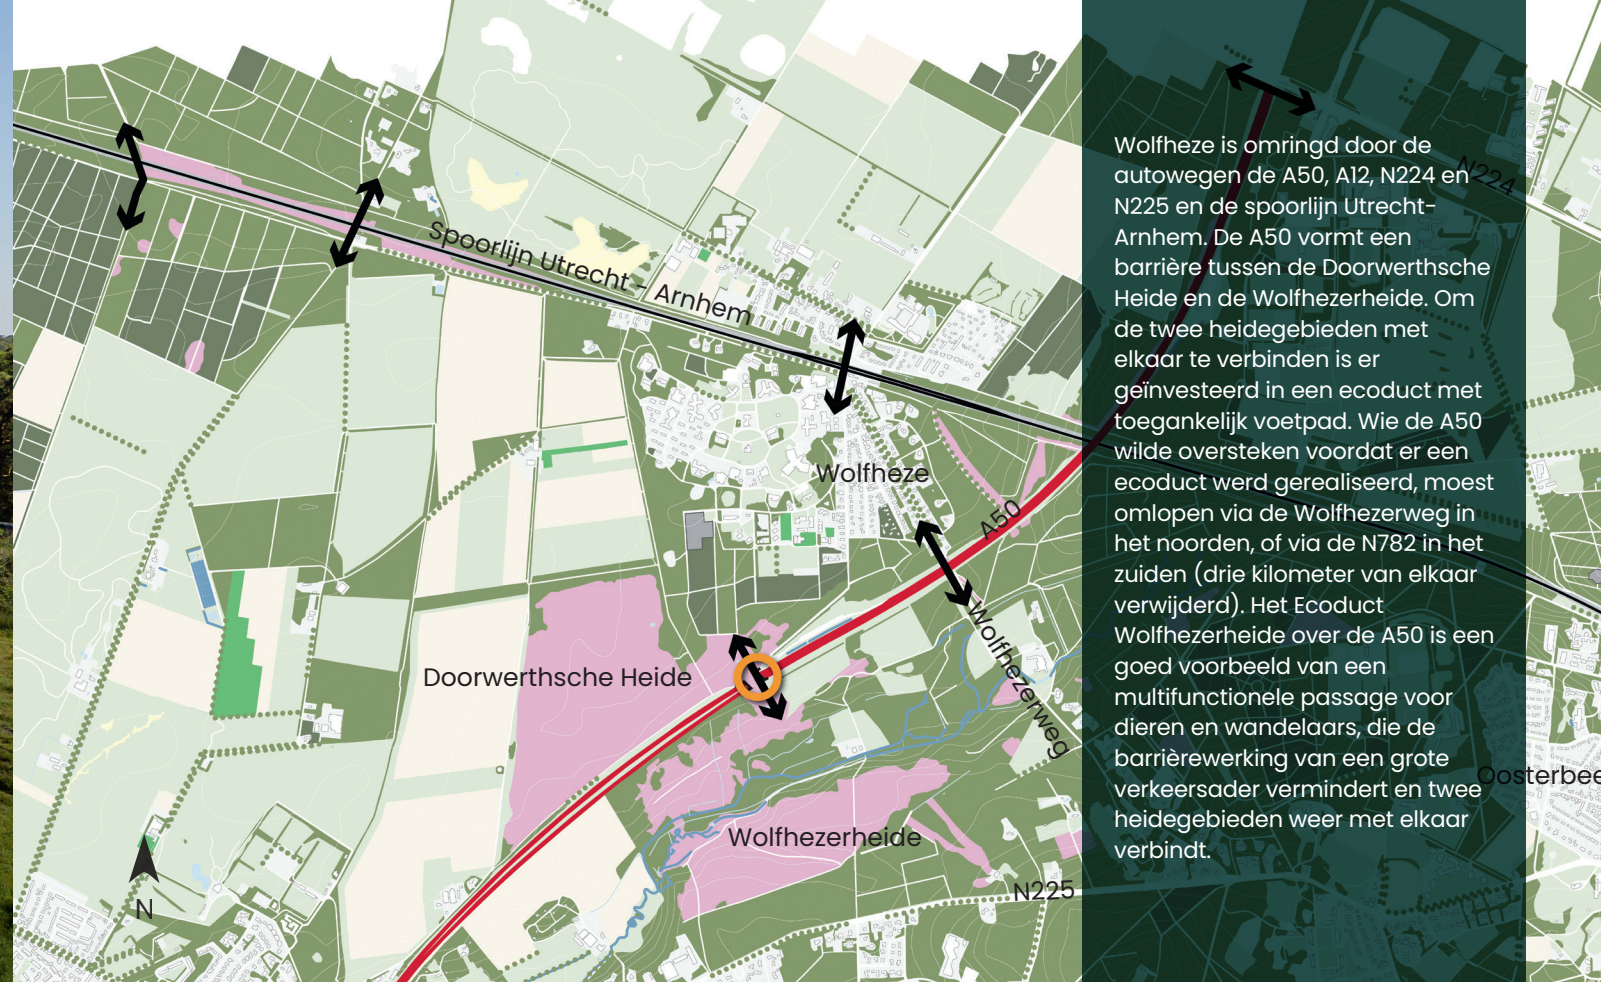 Spoorlijn Utrecht - Arnhem
Wolfheze
A50
Wolfhezerweg
Doorwerthsche Heide
Wolfhezerheide
N225
N
N224
Oosterbee
Wolfheze is omringd door de
autowegen de A50, A12, N224 en
N225 en de spoorlijn Utrecht-
Arnhem. De A50 vormt een
barrière tussen de Doorwerthsche
Heide en de Wolfhezerheide. Om
de twee heidegebieden met
elkaar te verbinden is er
geïnvesteerd in een ecoduct met
toegankelijk voetpad. Wie de A50
wilde oversteken voordat er een
ecoduct werd gerealiseerd, moest
omlopen via de Wolfhezerweg in
het noorden, of via de N782 in het
zuiden (drie kilometer van elkaar
verwijderd). Het Ecoduct
Wolfhezerheide over de A50 is een
goed voorbeeld van een
multifunctionele passage voor
dieren en wandelaars, die de
barrièrewerking van een grote
verkeersader vermindert en twee
heidegebieden weer met elkaar
verbindt.